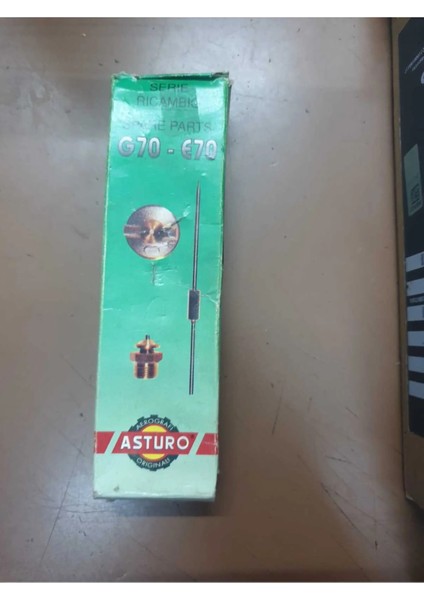 SERIE
RICAMBI
SPARE PARTS
G70 - E70
AEROGRAFI
ASTURO
ORIGINALI